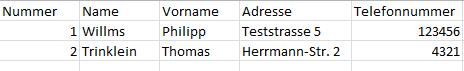 Nummer Name Vorname Adresse Telefonnummer
1 Willms Philipp Teststrasse 5 123456
2 Trinklein Thomas Herrmann-Str. 2 4321